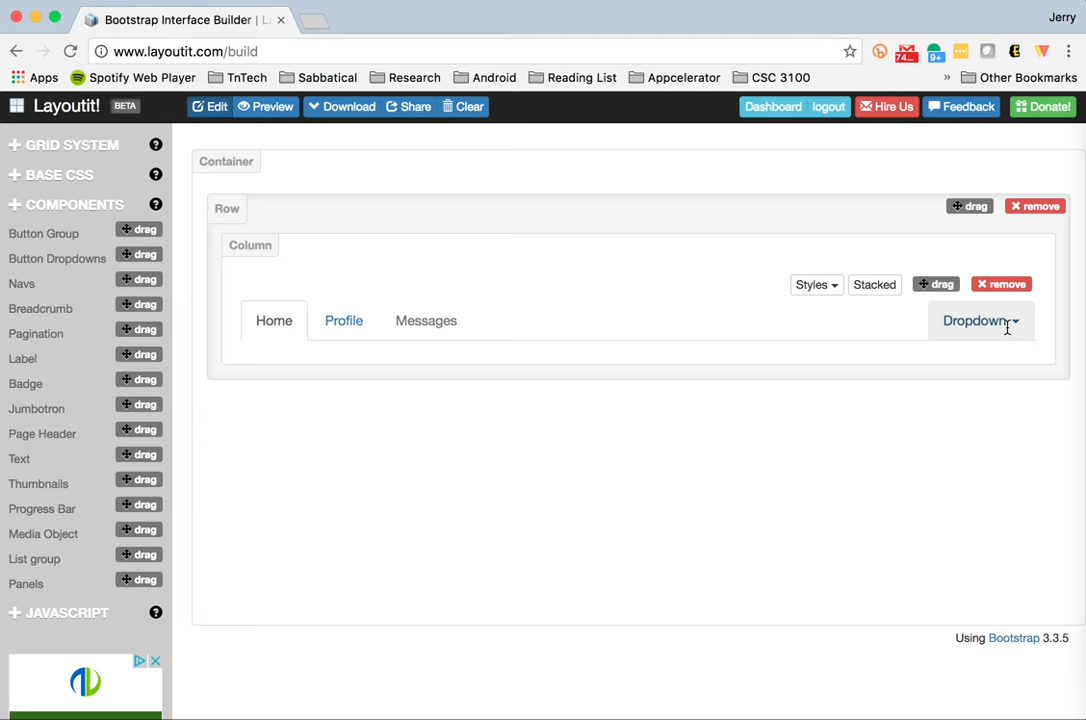 Bootstrap Interface Builder | L
Jerry
www.layoutit.com/build
74...
9+
Apps
Spotify Web Player
TnTech
Sabbatical
Research
Android
Reading List
Appcelerator
CSC 3100
»
Other Bookmarks
Layoutit!
BETA
Edit
Preview
Download
Share
Clear
Dashboard
logout
Hire Us
Feedback
Donate!
GRID SYSTEM
BASE CSS
COMPONENTS
Button Group
drag
Button Dropdowns
drag
Navs
drag
Breadcrumb
drag
Pagination
drag
Label
drag
Badge
drag
Jumbotron
drag
Page Header
drag
Text
drag
Thumbnails
drag
Progress Bar
drag
Media Object
drag
List group
drag
Panels
drag
JAVASCRIPT
Container
Row
drag
remove
Column
Styles
Stacked
drag
remove
Home
Profile
Messages
Dropdown
Using Bootstrap 3.3.5